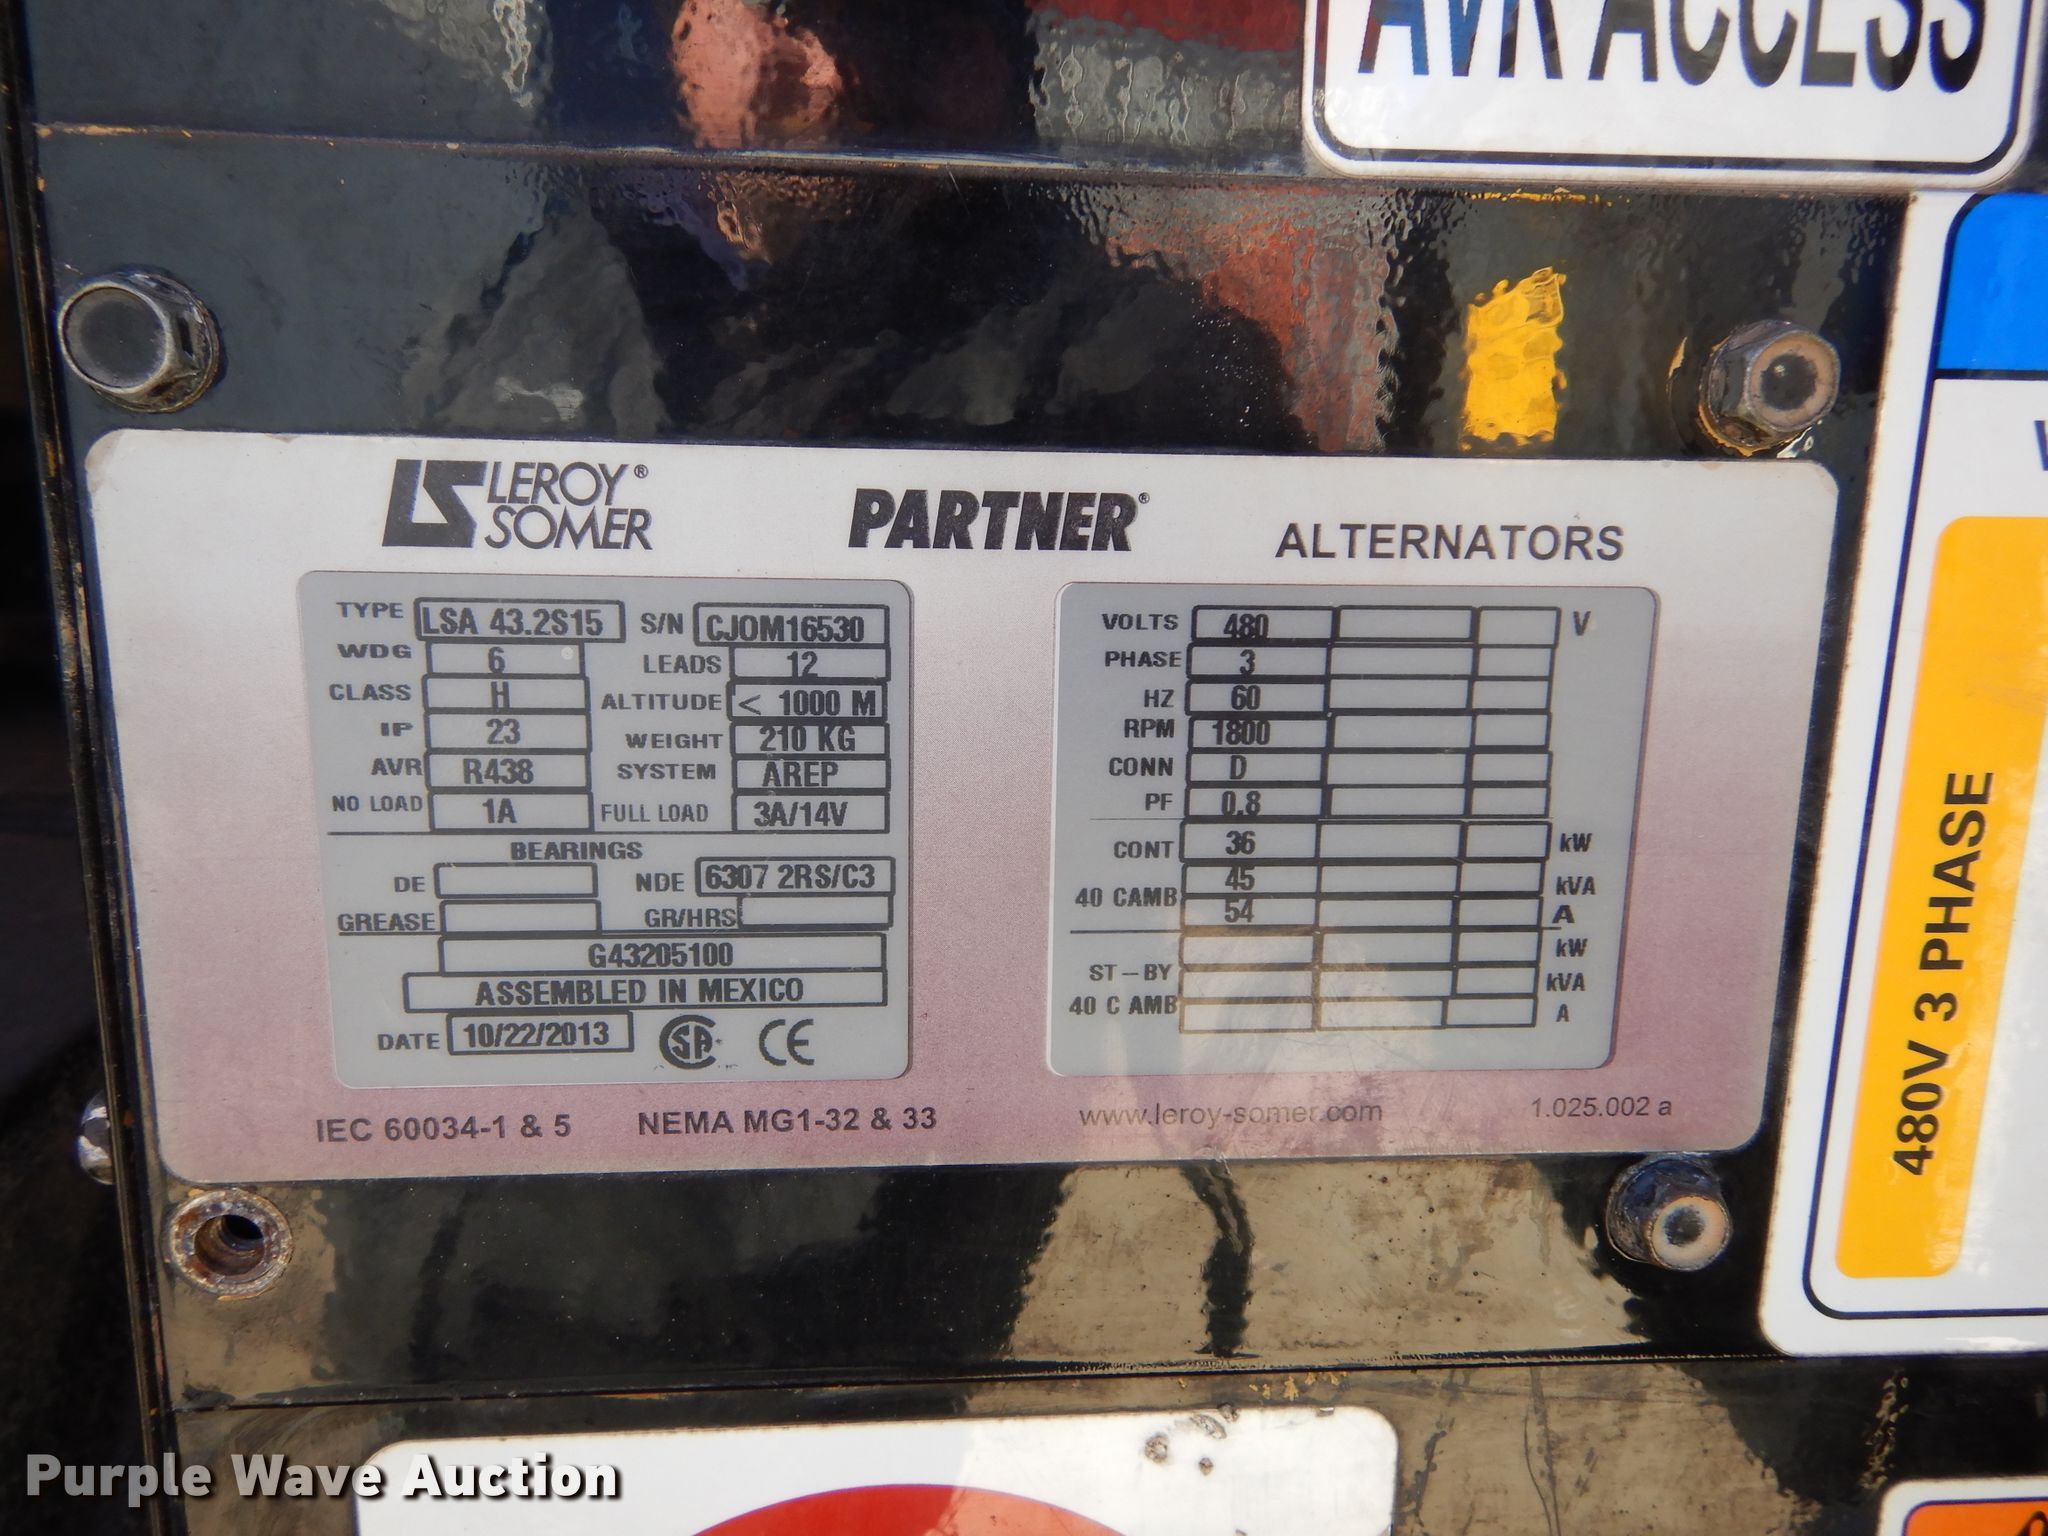 AVR ACCESS
LEROY®
SOMER
PARTNER®
ALTERNATORS
TYPE LSA 43.2S15 S/N CJOM16530
WDG 6 LEADS 12
CLASS H ALTITUDE < 1000 M
IP 23 WEIGHT 210 KG
AVR R438 SYSTEM AREP
NO LOAD 1A FULL LOAD 3A/14V
BEARINGS
DE NDE 6307 2RS/C3
GREASE GR/HRS
G43205100
ASSEMBLED IN MEXICO
DATE 10/22/2013 CSA CE
VOLTS 480 V
PHASE 3
HZ 60
RPM 1800
CONN D
PF 0.8
CONT 36 kW
40 CAMB 45 kVA
54 A
kW
ST-BY kVA
40 C AMB A
IEC 60034-1 & 5 NEMA MG1-32 & 33 www.leroy-somer.com 1.025.002 a
480V 3 PHASE
Purple Wave Auction